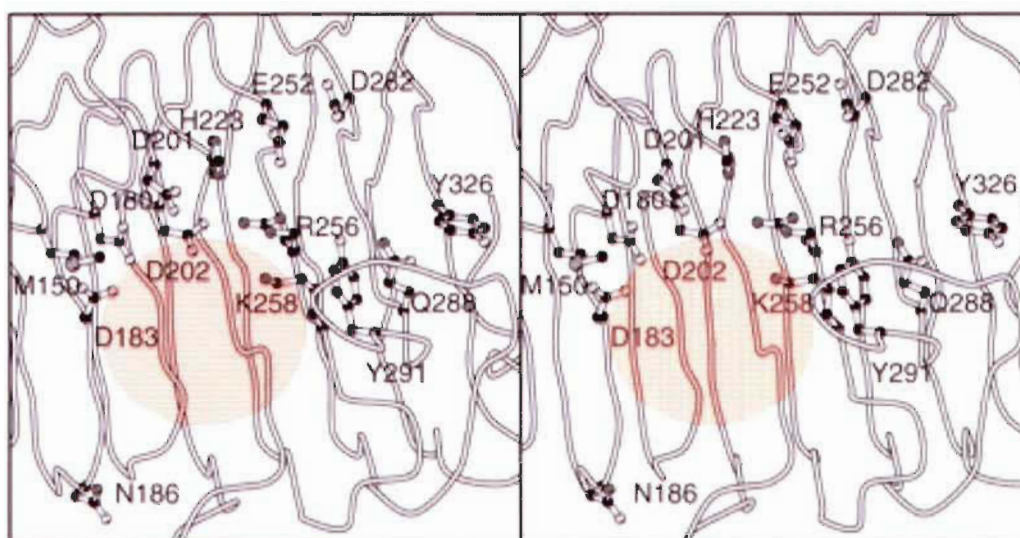 E252
D282
H223
D201
Y326
D180
R256
D202
M150
K258
Q288
D183
Y291
N186
E252
D282
H223
D201
Y326
D180
R256
D202
M150
K258
Q288
D183
Y291
N186